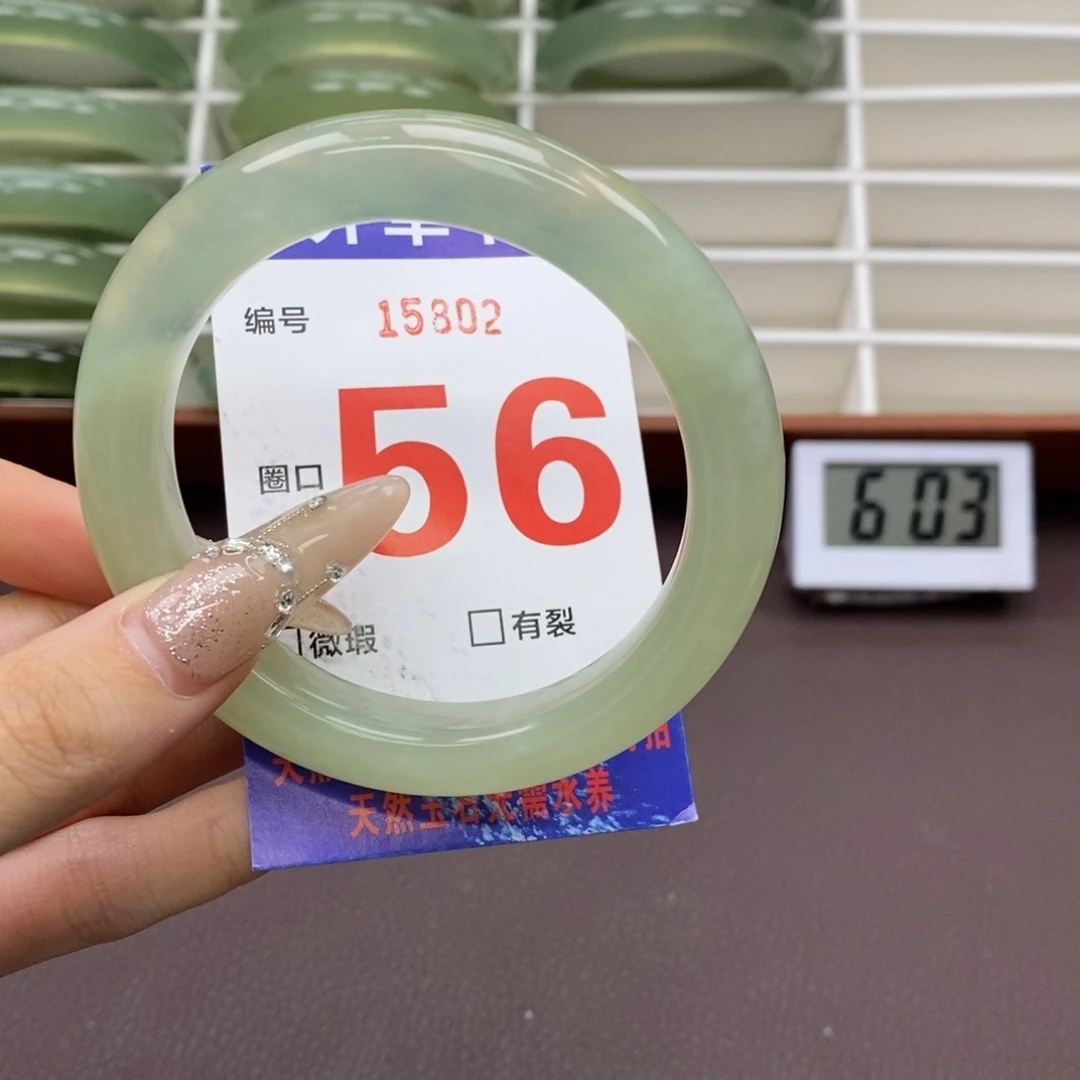 编号 15802
圈口 56
微瑕 有裂
天然玉石无需水养
603